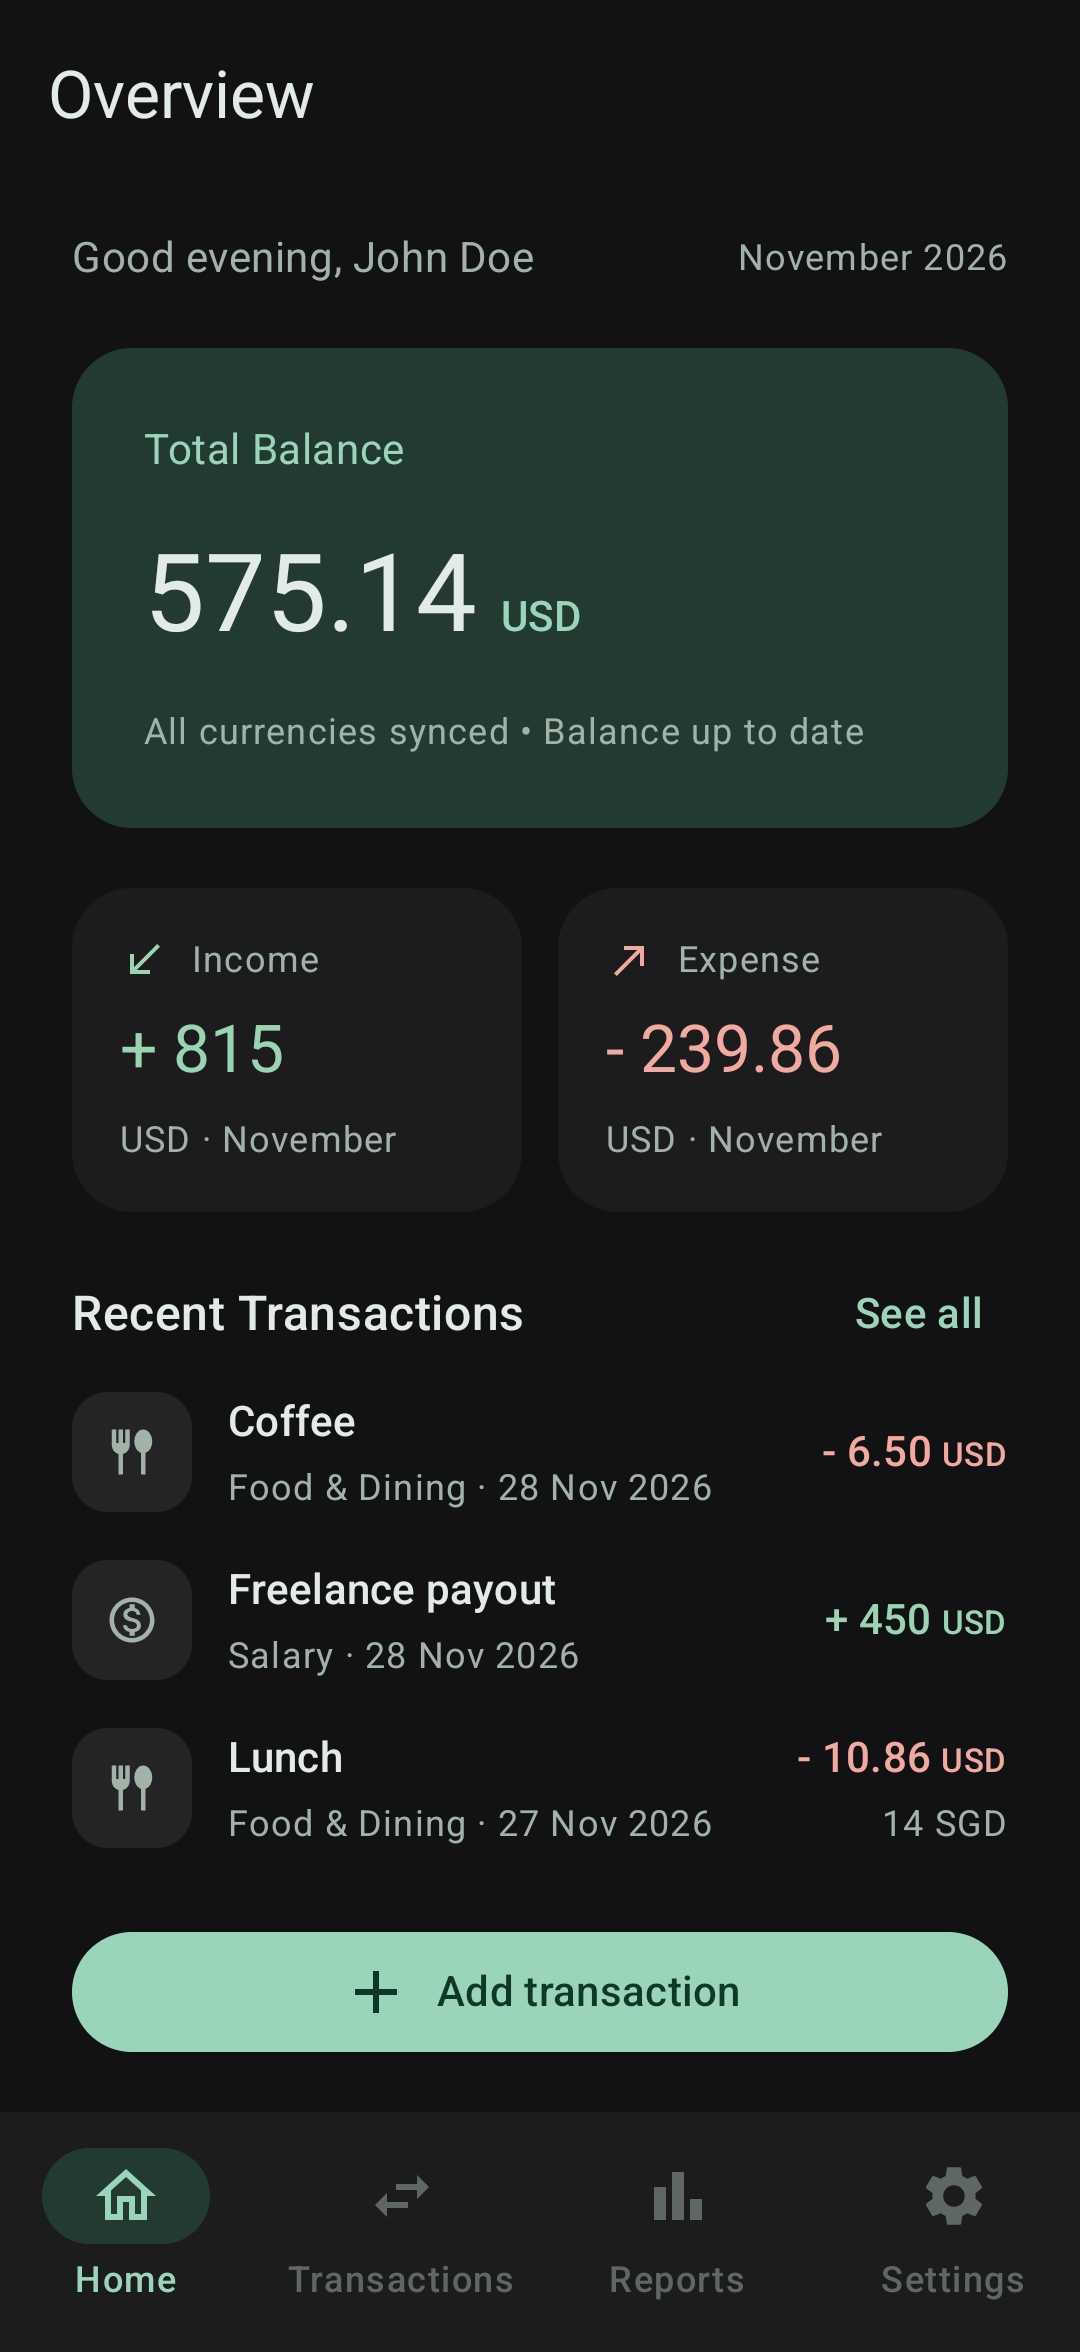 Overview
Good evening, John Doe
November 2026
Total Balance
575.14 USD
All currencies synced • Balance up to date
Income
+ 815
USD · November
Expense
- 239.86
USD · November
Recent Transactions
See all
Coffee
Food & Dining · 28 Nov 2026
- 6.50 USD
Freelance payout
Salary · 28 Nov 2026
+ 450 USD
Lunch
Food & Dining · 27 Nov 2026
- 10.86 USD
14 SGD
Add transaction
Home
Transactions
Reports
Settings